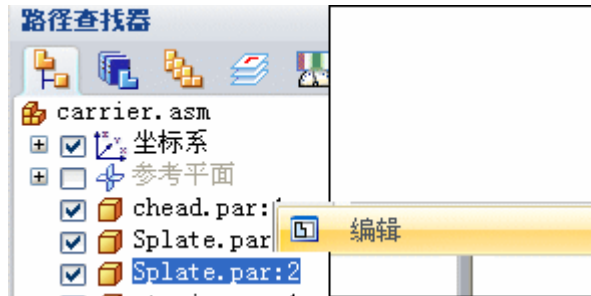 路径查找器
carrier.asm
坐标系
参考平面
chead.par:
Splate.par
编辑
Splate.par:2